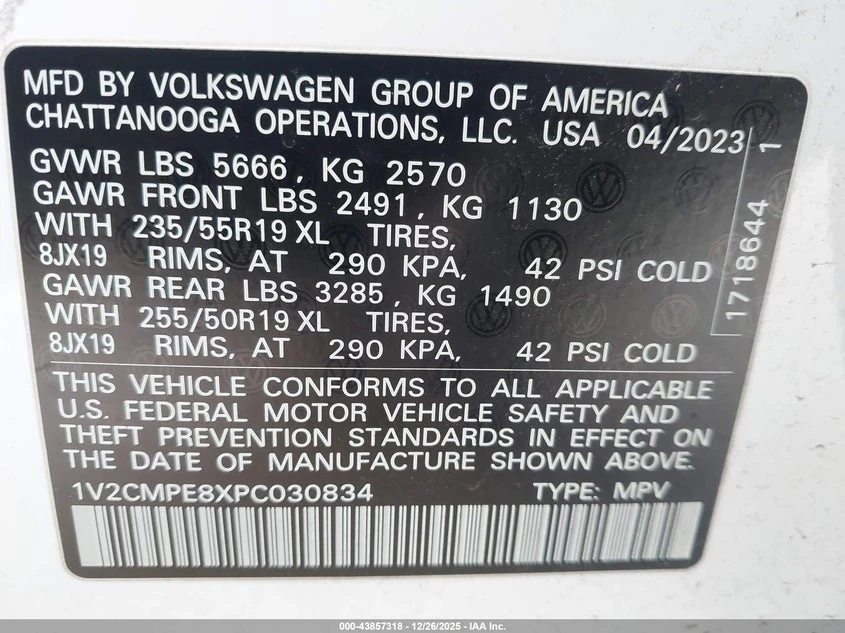 MFD BY VOLKSWAGEN GROUP OF AMERICA
CHATTANOOGA OPERATIONS, LLC. USA 04/2023
GVWR LBS 5666, KG 2570
GAWR FRONT LBS 2491, KG 1130
WITH 235/55R19 XL TIRES,
8JX19 RIMS, AT 290 KPA, 42 PSI COLD
GAWR REAR LBS 3285, KG 1490
WITH 255/50R19 XL TIRES,
8JX19 RIMS, AT 290 KPA, 42 PSI COLD
THIS VEHICLE CONFORMS TO ALL APPLICABLE
U.S. FEDERAL MOTOR VEHICLE SAFETY AND
THEFT PREVENTION STANDARDS IN EFFECT ON
THE DATE OF MANUFACTURE SHOWN ABOVE.
1V2CMPE8XPC030834 TYPE: MPV
1718644 1
000-43857318 - 12/26/2025 - IAA Inc.